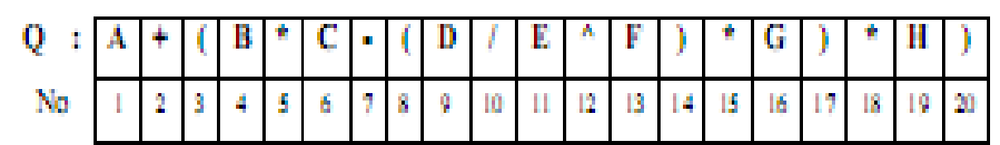 Q : A + ( B * C - ( D / E ^ F ) * G ) * H )
No 1 2 3 4 5 6 7 8 9 10 11 12 13 14 15 16 17 18 19 20